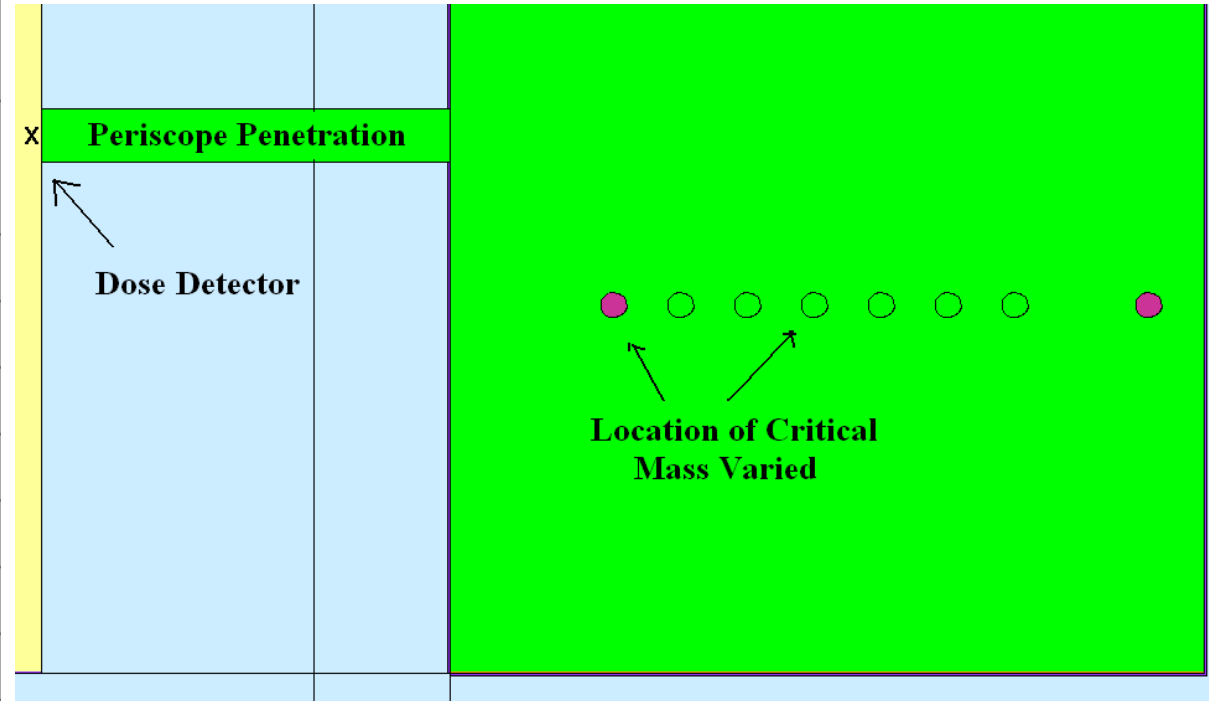 X
Periscope Penetration
Dose Detector
Location of Critical
Mass Varied